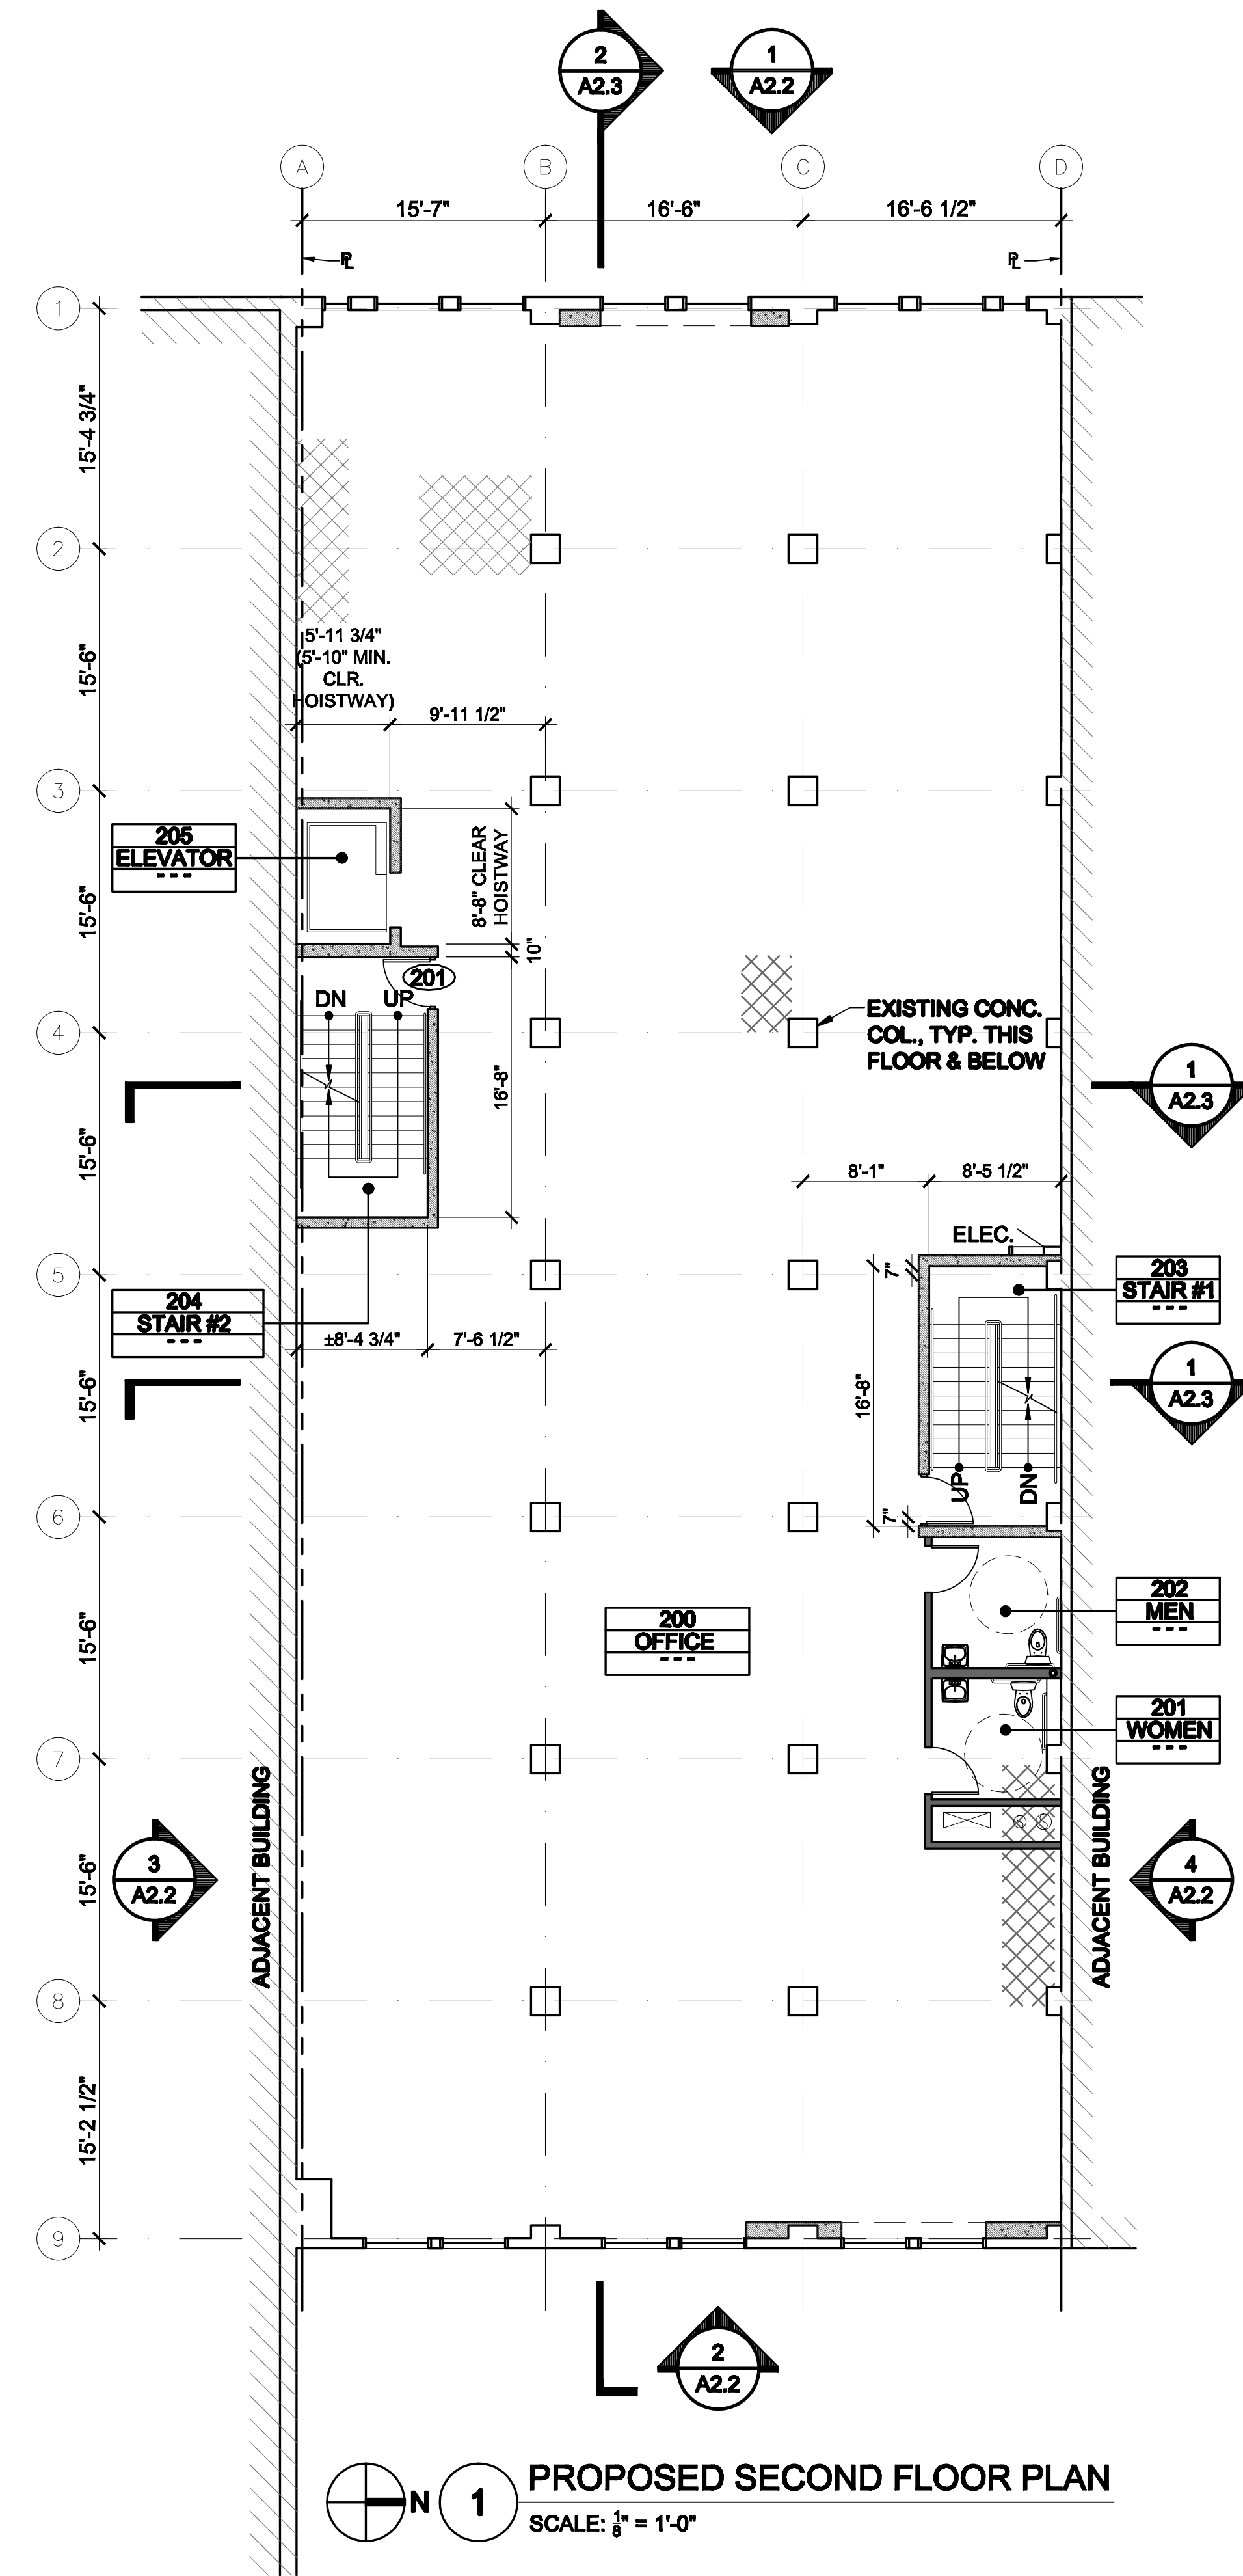 2
A2.3
1
A2.2
A
B
C
D
15'-7"
16'-6"
16'-6 1/2"
PL
PL
1
15'-4 3/4"
2
15'-6"
5'-11 3/4"
(5'-10" MIN.
CLR.
HOISTWAY)
9'-11 1/2"
3
205
ELEVATOR
- - -
15'-6"
8'-8" CLEAR
HOISTWAY
10"
201
DN
UP
4
EXISTING CONC.
COL., TYP. THIS
FLOOR & BELOW
16'-8"
1
A2.3
15'-6"
8'-1"
8'-5 1/2"
ELEC.
5
7"
203
STAIR #1
- - -
204
STAIR #2
- - -
±8'-4 3/4"
7'-6 1/2"
15'-6"
16'-8"
1
A2.3
UP
DN
6
7"
202
MEN
- - -
200
OFFICE
- - -
15'-6"
201
WOMEN
- - -
7
ADJACENT BUILDING
ADJACENT BUILDING
3
A2.2
15'-6"
4
A2.2
8
15'-2 1/2"
9
2
A2.2
N
1
PROPOSED SECOND FLOOR PLAN
SCALE: 1/8" = 1'-0"